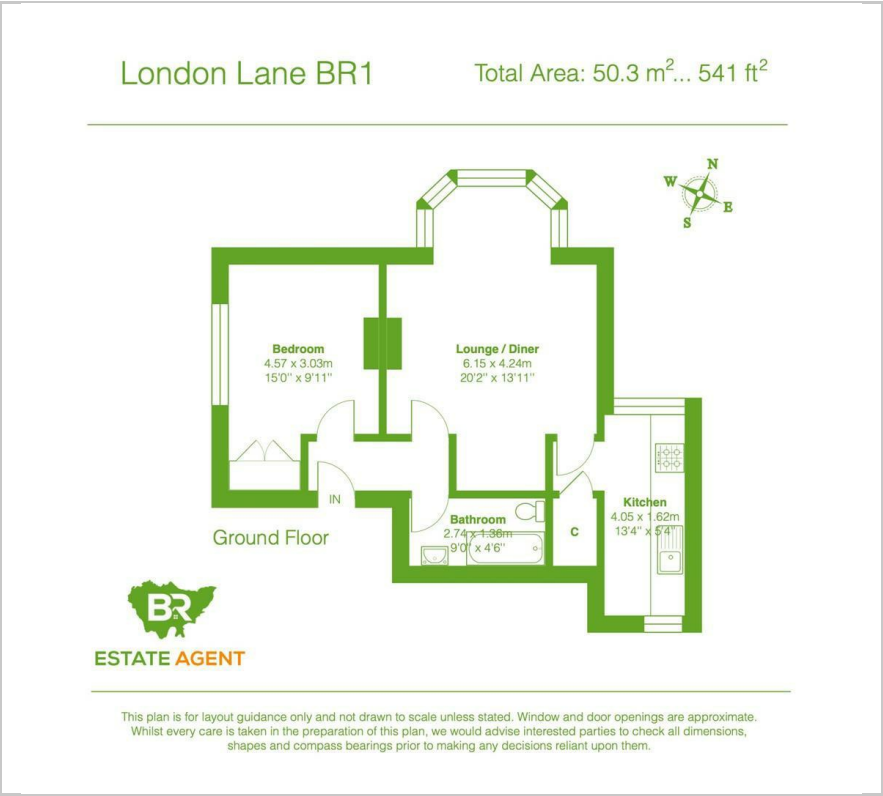 London Lane BR1
Total Area: 50.3 m²... 541 ft²
N
W
E
S
Bedroom
4.57 x 3.03m
15'0'' x 9'11''
Lounge / Diner
6.15 x 4.24m
20'2'' x 13'11''
IN
Bathroom
2.74 x 1.36m
9'0'' x 4'6''
C
Kitchen
4.05 x 1.62m
13'4'' x 5'4''
Ground Floor
BR
ESTATE AGENT
This plan is for layout guidance only and not drawn to scale unless stated. Window and door openings are approximate.
Whilst every care is taken in the preparation of this plan, we would advise interested parties to check all dimensions,
shapes and compass bearings prior to making any decisions reliant upon them.